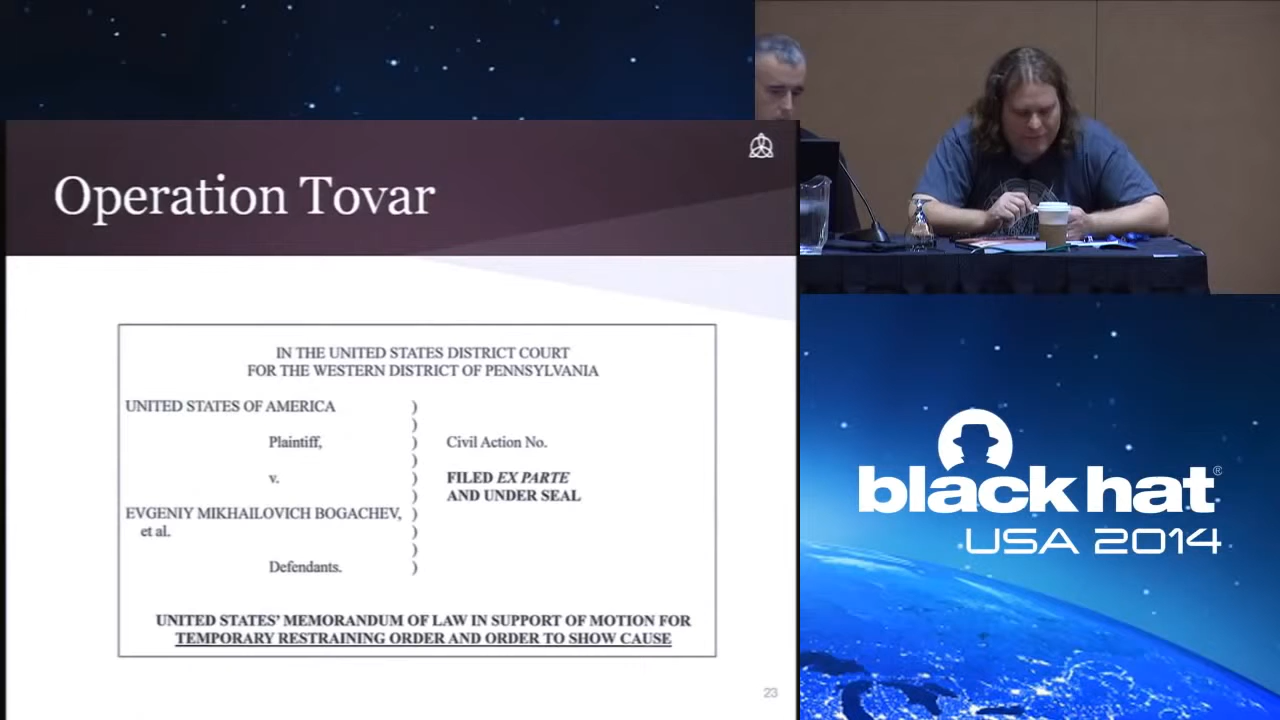 Operation Tovar
IN THE UNITED STATES DISTRICT COURT
FOR THE WESTERN DISTRICT OF PENNSYLVANIA
UNITED STATES OF AMERICA )
)
Plaintiff, ) Civil Action No.
)
v. ) FILED EX PARTE
) AND UNDER SEAL
EVGENIY MIKHAILOVICH BOGACHEV, )
et al. )
)
Defendants. )
UNITED STATES’ MEMORANDUM OF LAW IN SUPPORT OF MOTION FOR
TEMPORARY RESTRAINING ORDER AND ORDER TO SHOW CAUSE
23
black hat®
USA 2014